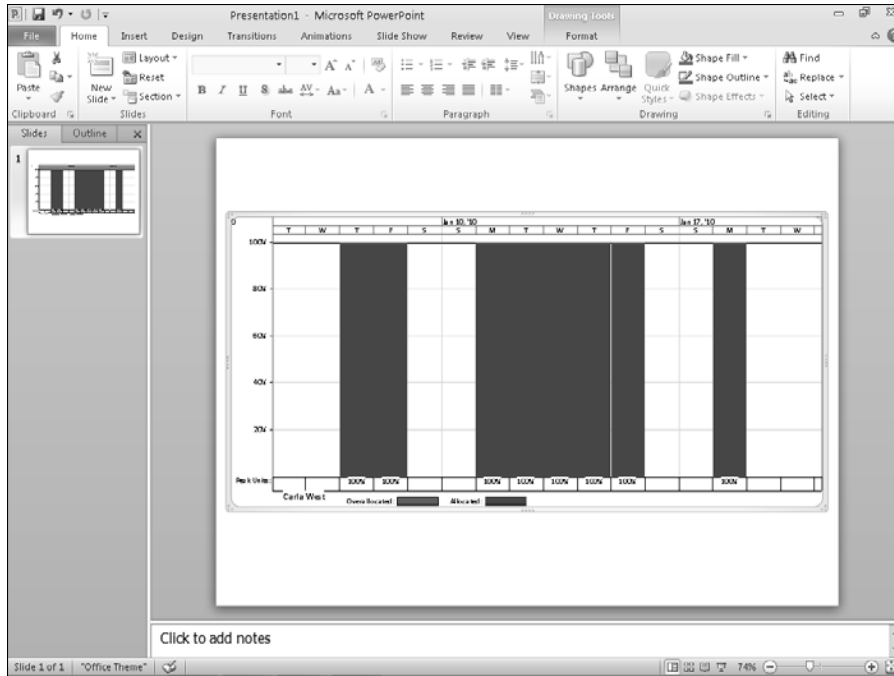 Presentation1 - Microsoft PowerPoint
Drawing Tools
File Home Insert Design Transitions Animations Slide Show Review View Format
Paste
New Slide
Layout
Reset
Section
B I U S abc AV Aa A
Shapes Arrange Quick Styles
Shape Fill
Shape Outline
Shape Effects
Find
Replace
Select
Clipboard Slides Font Paragraph Drawing Editing
Slides Outline
1
Jan 10, '10 Jan 17, '10
T W T F S S M T W T F S S M T W
100%
80%
60%
40%
20%
Peak Units: 100% 100% 100% 100% 100% 100% 100% 100%
Carla West
Overallocated: Allocated:
Click to add notes
Slide 1 of 1 "Office Theme" 74%